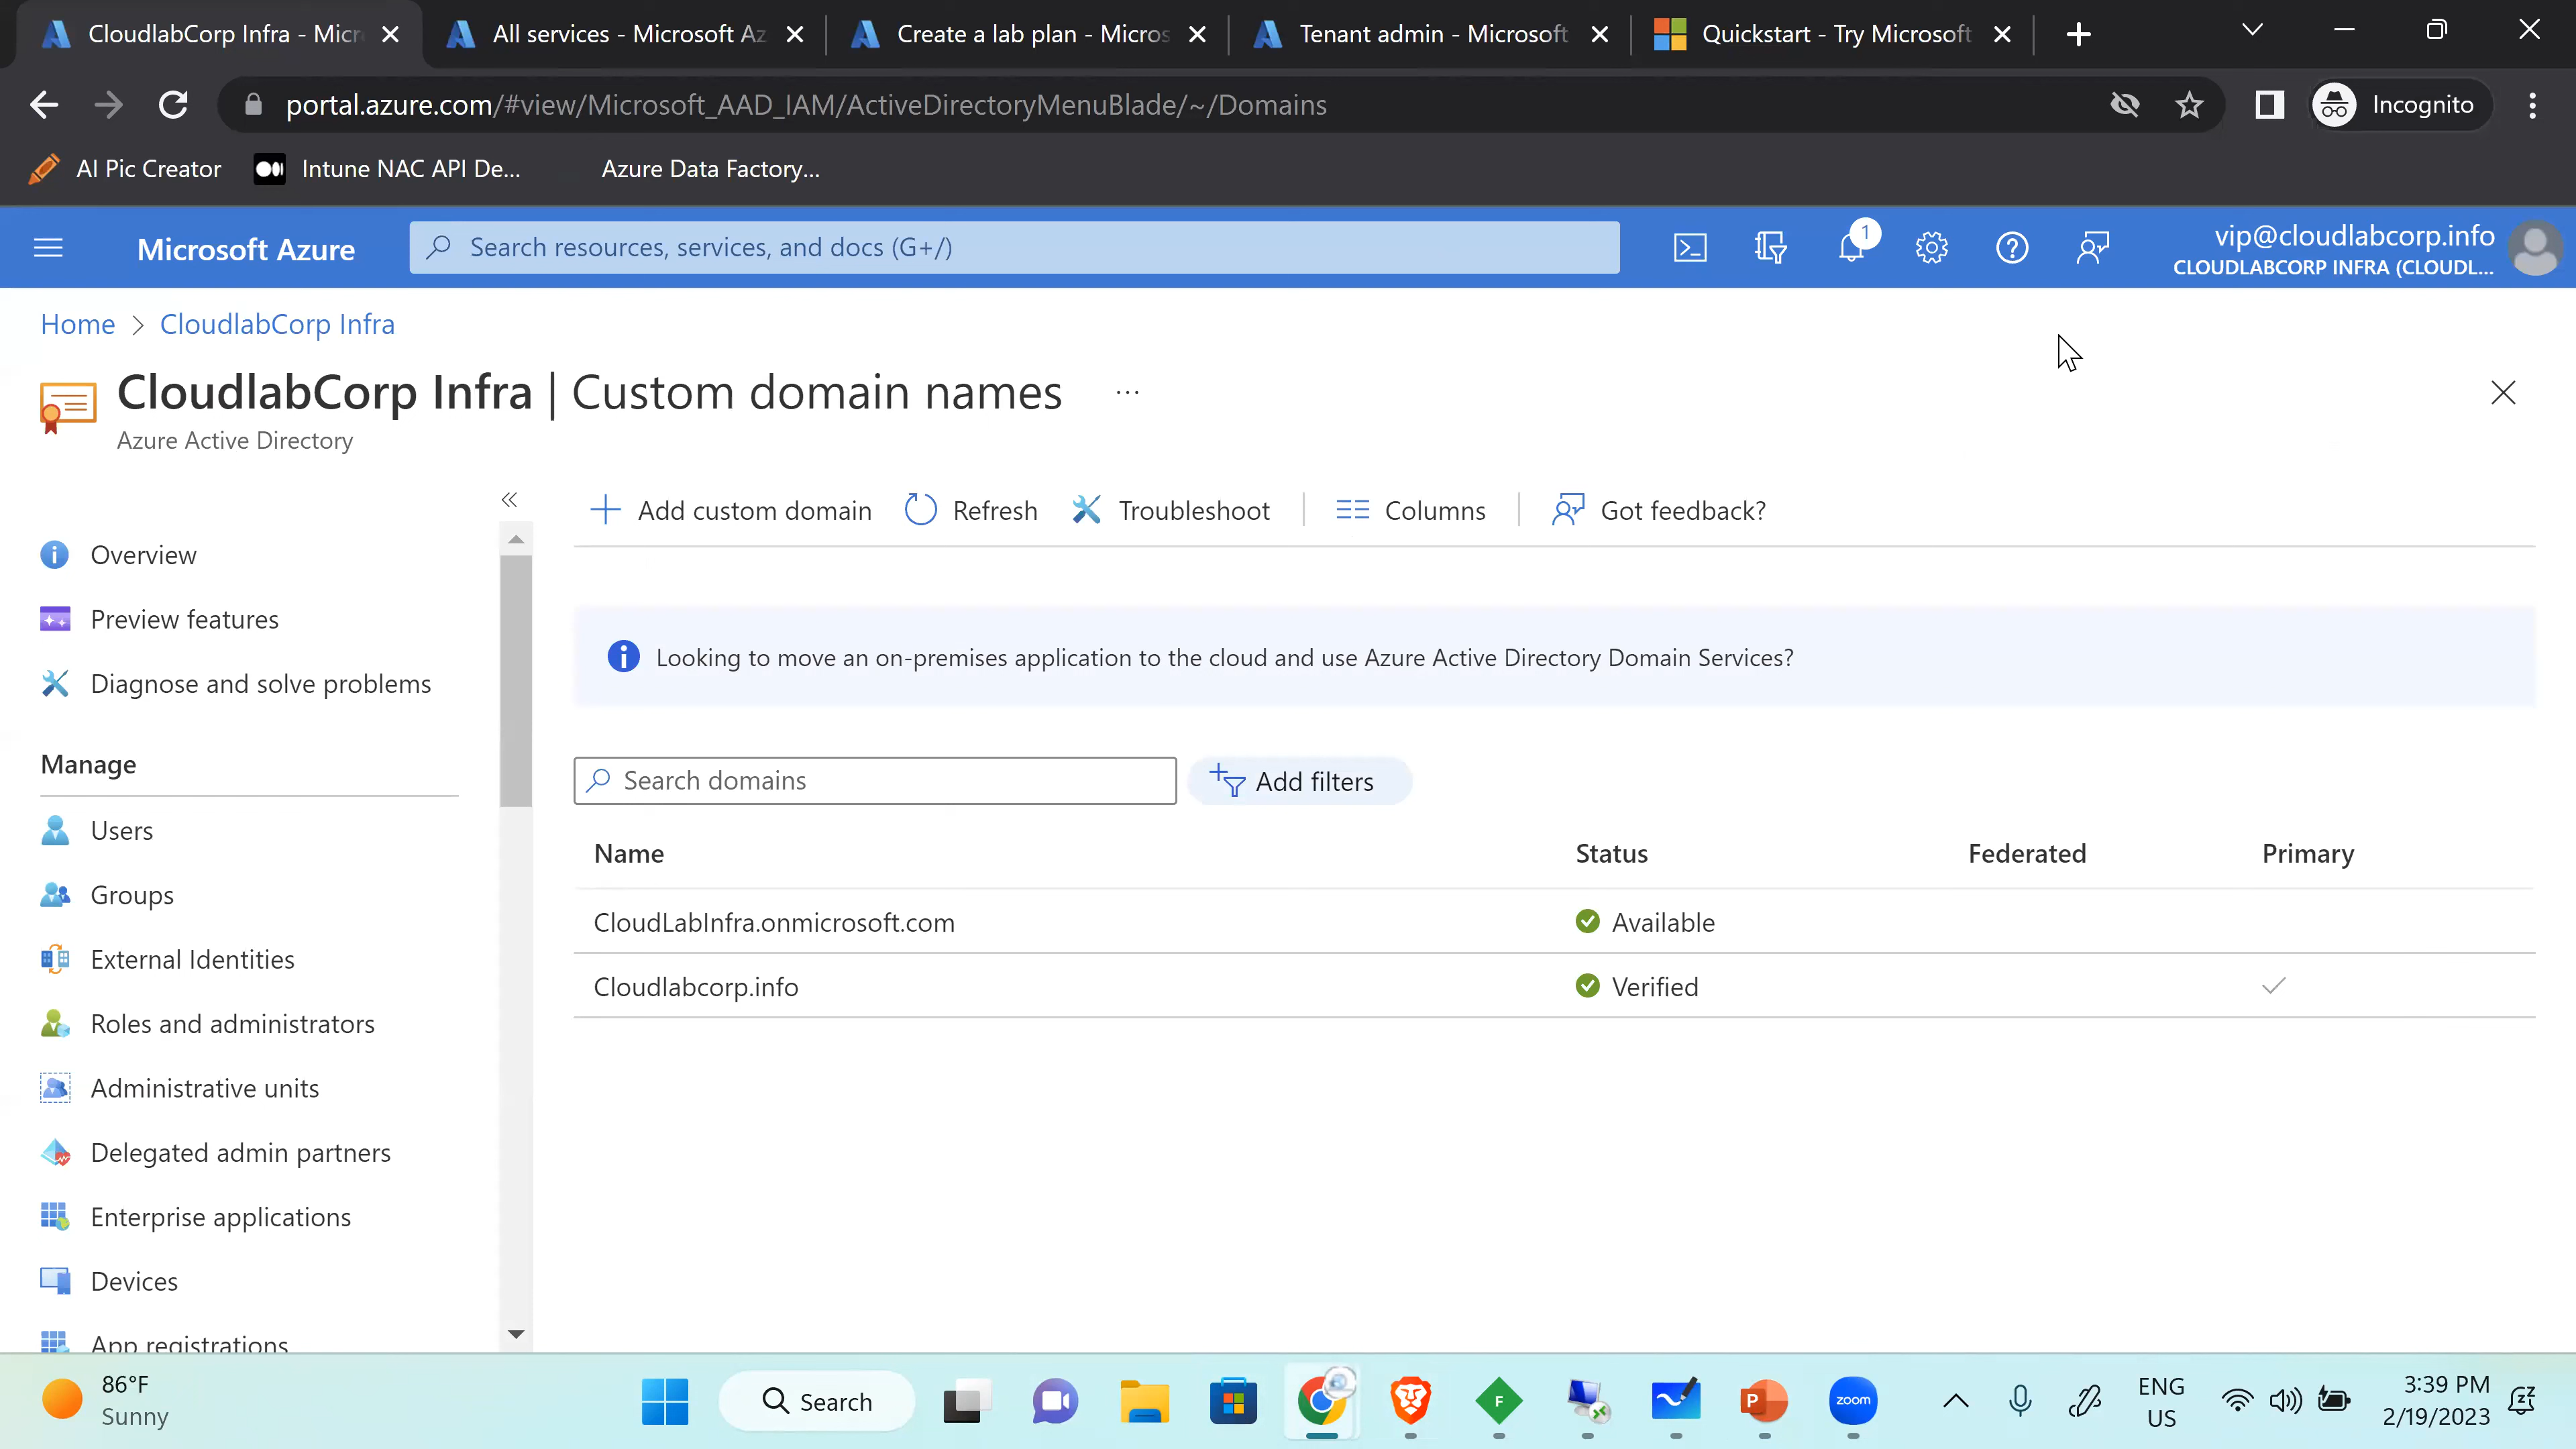 CloudlabCorp Infra - Micr
All services - Microsoft Az
Create a lab plan - Micros
Tenant admin - Microsoft
Quickstart - Try Microsoft
portal.azure.com/#view/Microsoft_AAD_IAM/ActiveDirectoryMenuBlade/~/Domains
Incognito
AI Pic Creator
Intune NAC API De...
Azure Data Factory...
Microsoft Azure
Search resources, services, and docs (G+/)
1
vip@cloudlabcorp.info
CLOUDLABCORP INFRA (CLOUDL...
Home > CloudlabCorp Infra
CloudlabCorp Infra | Custom domain names ...
Azure Active Directory
Add custom domain
Refresh
Troubleshoot
Columns
Got feedback?
Overview
Preview features
Diagnose and solve problems
Manage
Users
Groups
External Identities
Roles and administrators
Administrative units
Delegated admin partners
Enterprise applications
Devices
App registrations
Looking to move an on-premises application to the cloud and use Azure Active Directory Domain Services?
Search domains
Add filters
Name Status Federated Primary
CloudLabInfra.onmicrosoft.com Available
Cloudlabcorp.info Verified
86°F
Sunny
Search
F
P
zoom
ENG
US
3:39 PM
2/19/2023